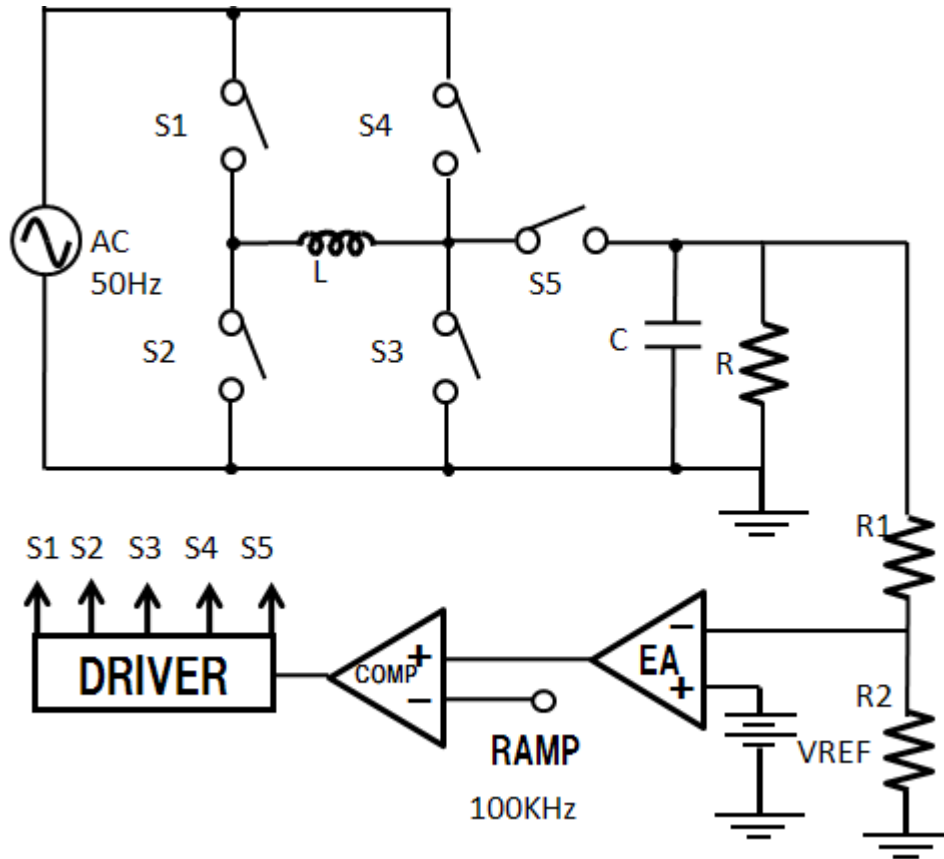 S1
S4
AC
50Hz
L
S5
S2
S3
C
R
S1 S2 S3 S4 S5
R1
DRIVER
COMP
+
−
EA
−
+
R2
RAMP
VREF
100KHz